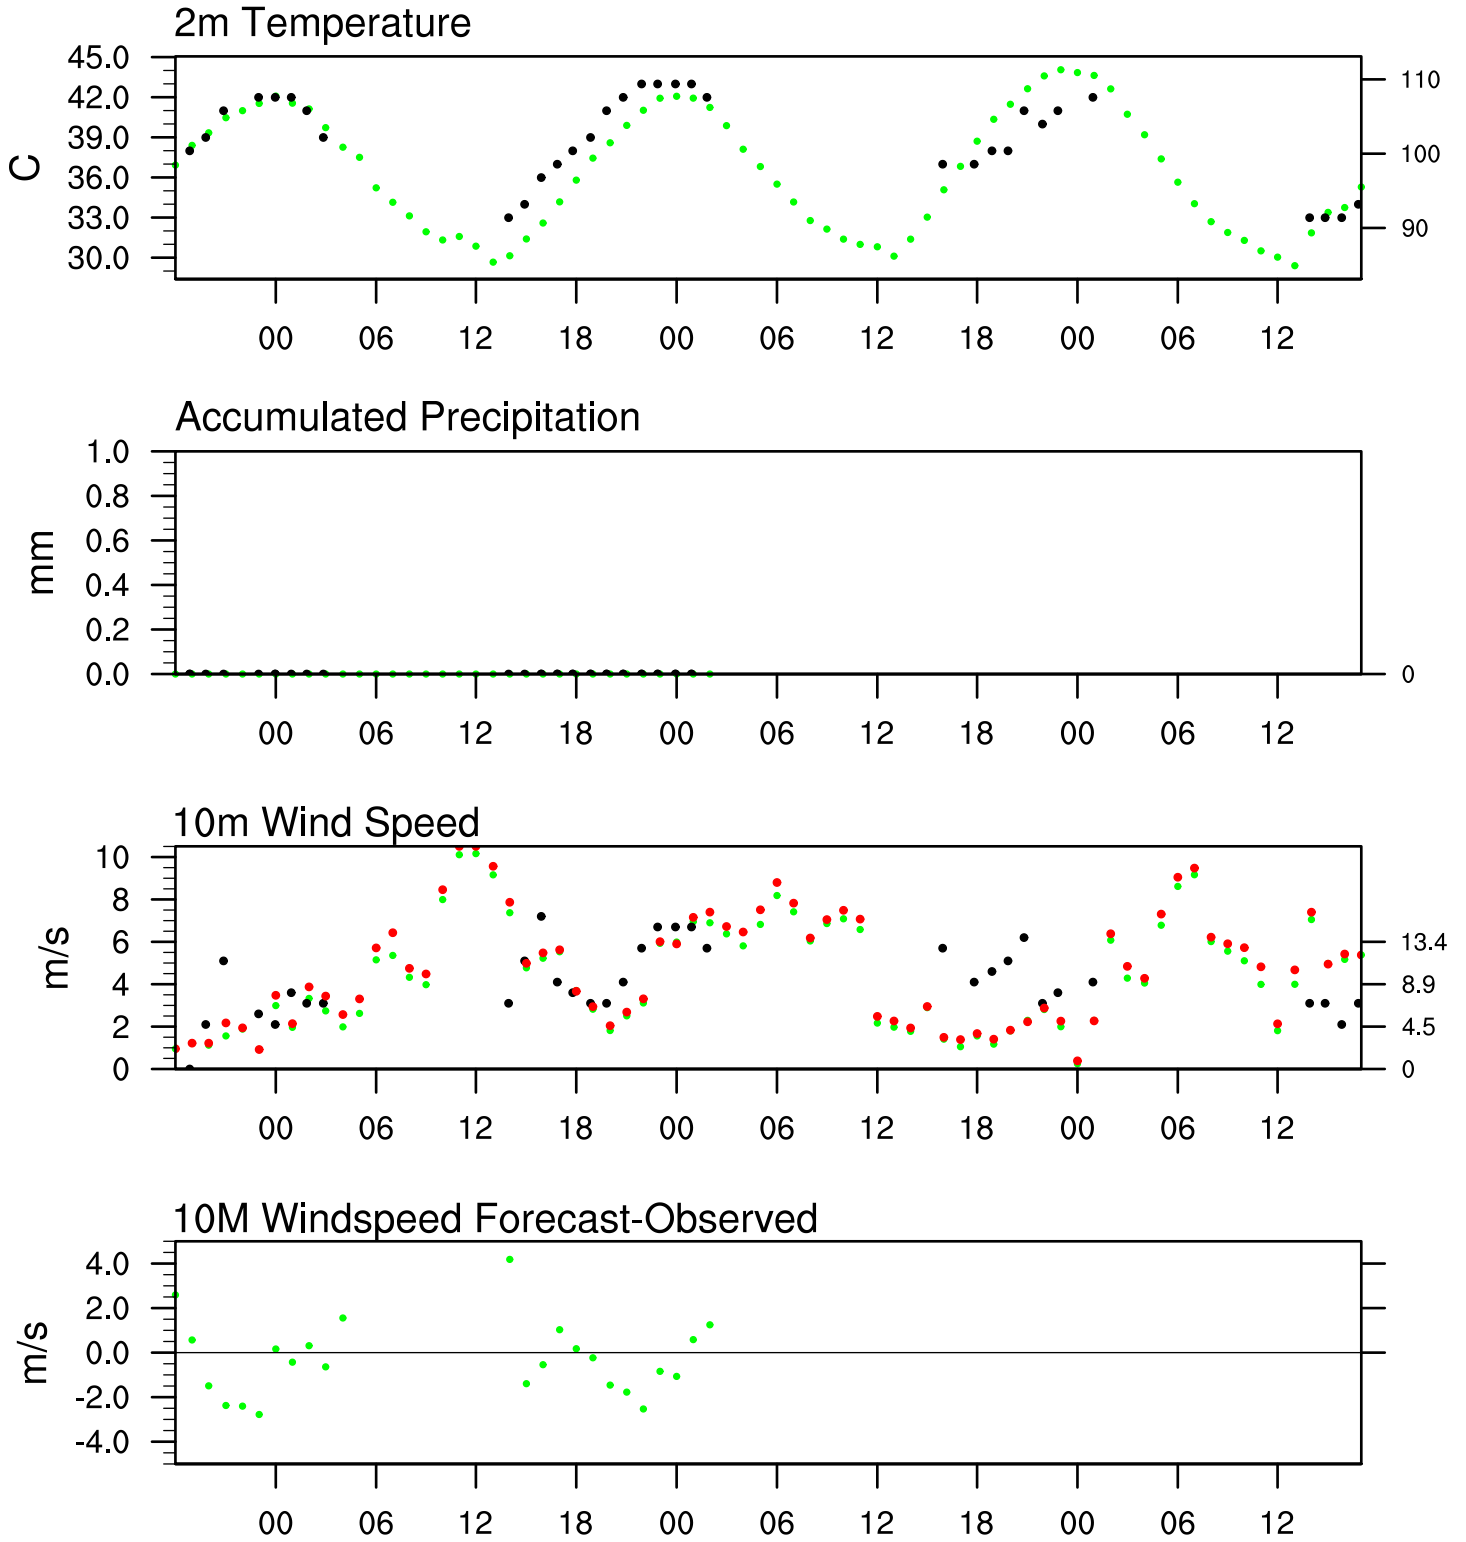 2m Temperature
45.0
42.0
39.0
36.0
33.0
30.0
C
110
100
90
00 06 12 18 00 06 12 18 00 06 12
Accumulated Precipitation
1.0
0.8
0.6
0.4
0.2
0.0
mm
0
00 06 12 18 00 06 12 18 00 06 12
10m Wind Speed
10
8
6
4
2
0
m/s
13.4
8.9
4.5
0
00 06 12 18 00 06 12 18 00 06 12
10M Windspeed Forecast-Observed
4.0
2.0
0.0
-2.0
-4.0
m/s
00 06 12 18 00 06 12 18 00 06 12